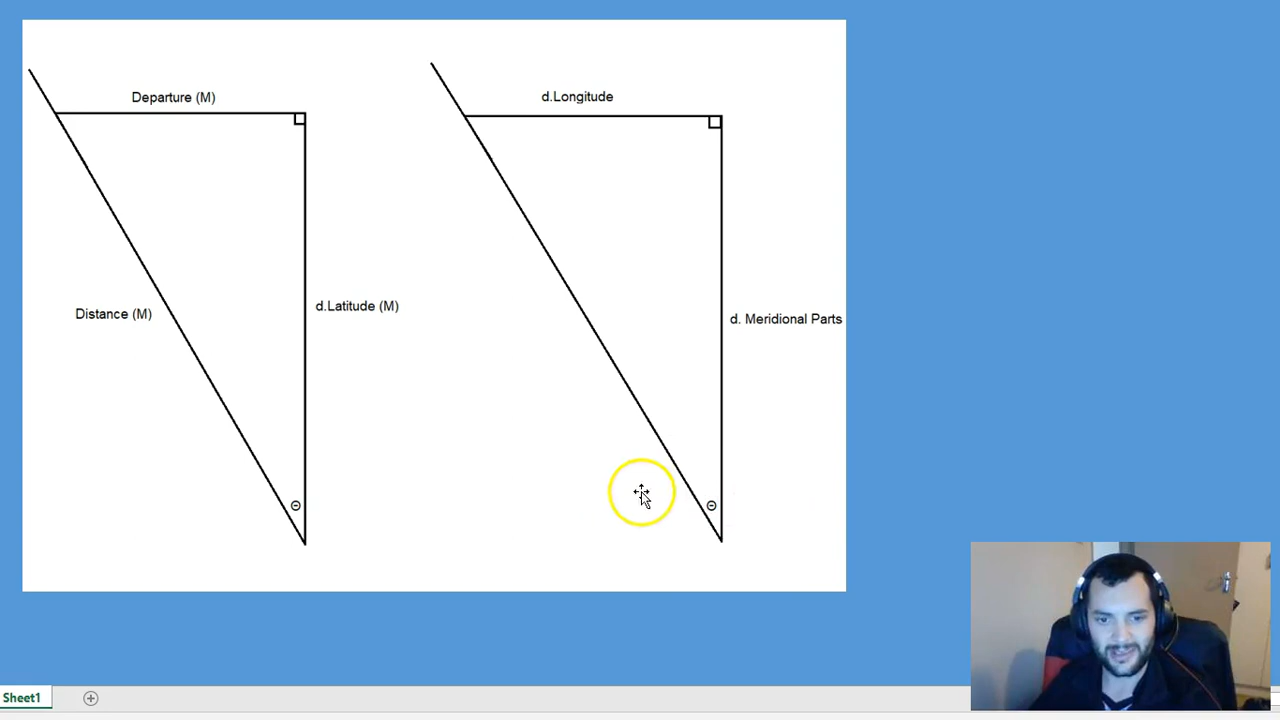 Departure (M)
d.Longitude
Distance (M)
d.Latitude (M)
d. Meridional Parts
Θ
Θ
Sheet1